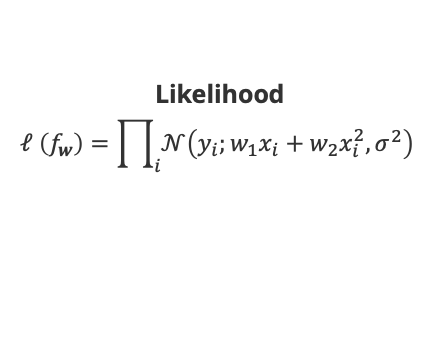 Likelihood
ℓ (f_𝒘) = ∏_i 𝒩(y_i; w_1x_i + w_2x_i^2, σ^2)